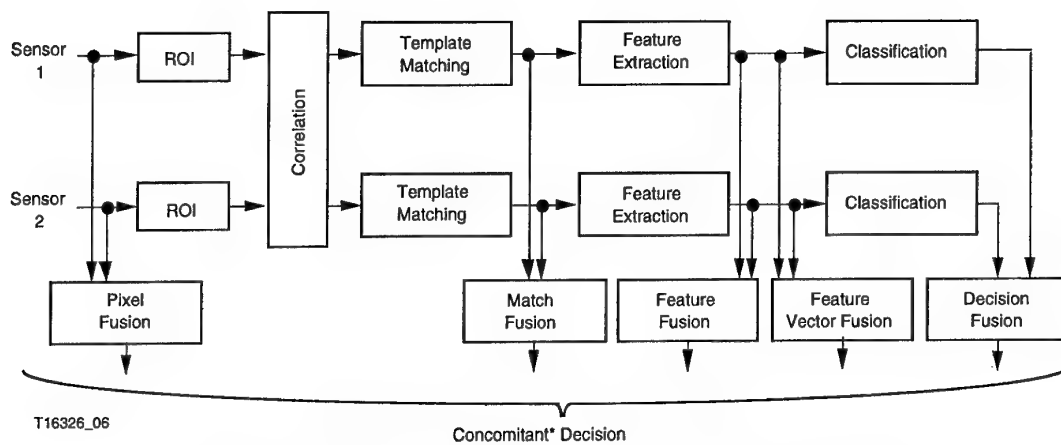 Sensor
1
ROI
Correlation
Template
Matching
Feature
Extraction
Classification
Sensor
2
ROI
Template
Matching
Feature
Extraction
Classification
Pixel
Fusion
Match
Fusion
Feature
Fusion
Feature
Vector Fusion
Decision
Fusion
T16326_06
Concomitant* Decision